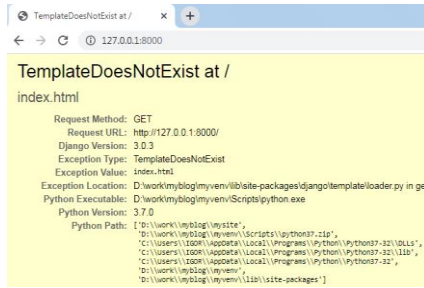 TemplateDoesNotExist at /
127.0.0.1:8000
TemplateDoesNotExist at /
index.html
Request Method: GET
Request URL: http://127.0.0.1:8000/
Django Version: 3.0.3
Exception Type: TemplateDoesNotExist
Exception Value: index.html
Exception Location: D:\work\myblog\myvenv\lib\site-packages\django\template\loader.py in ge
Python Executable: D:\work\myblog\myvenv\Scripts\python.exe
Python Version: 3.7.0
Python Path: ['D:\\work\\myblog\\mysite',
'D:\\work\\myblog\\myvenv\\Scripts\\python37.zip',
'C:\\Users\\IGOR\\AppData\\Local\\Programs\\Python\\Python37-32\\DLLs',
'C:\\Users\\IGOR\\AppData\\Local\\Programs\\Python\\Python37-32\\lib',
'C:\\Users\\IGOR\\AppData\\Local\\Programs\\Python\\Python37-32',
'D:\\work\\myblog\\myvenv',
'D:\\work\\myblog\\myvenv\\lib\\site-packages']